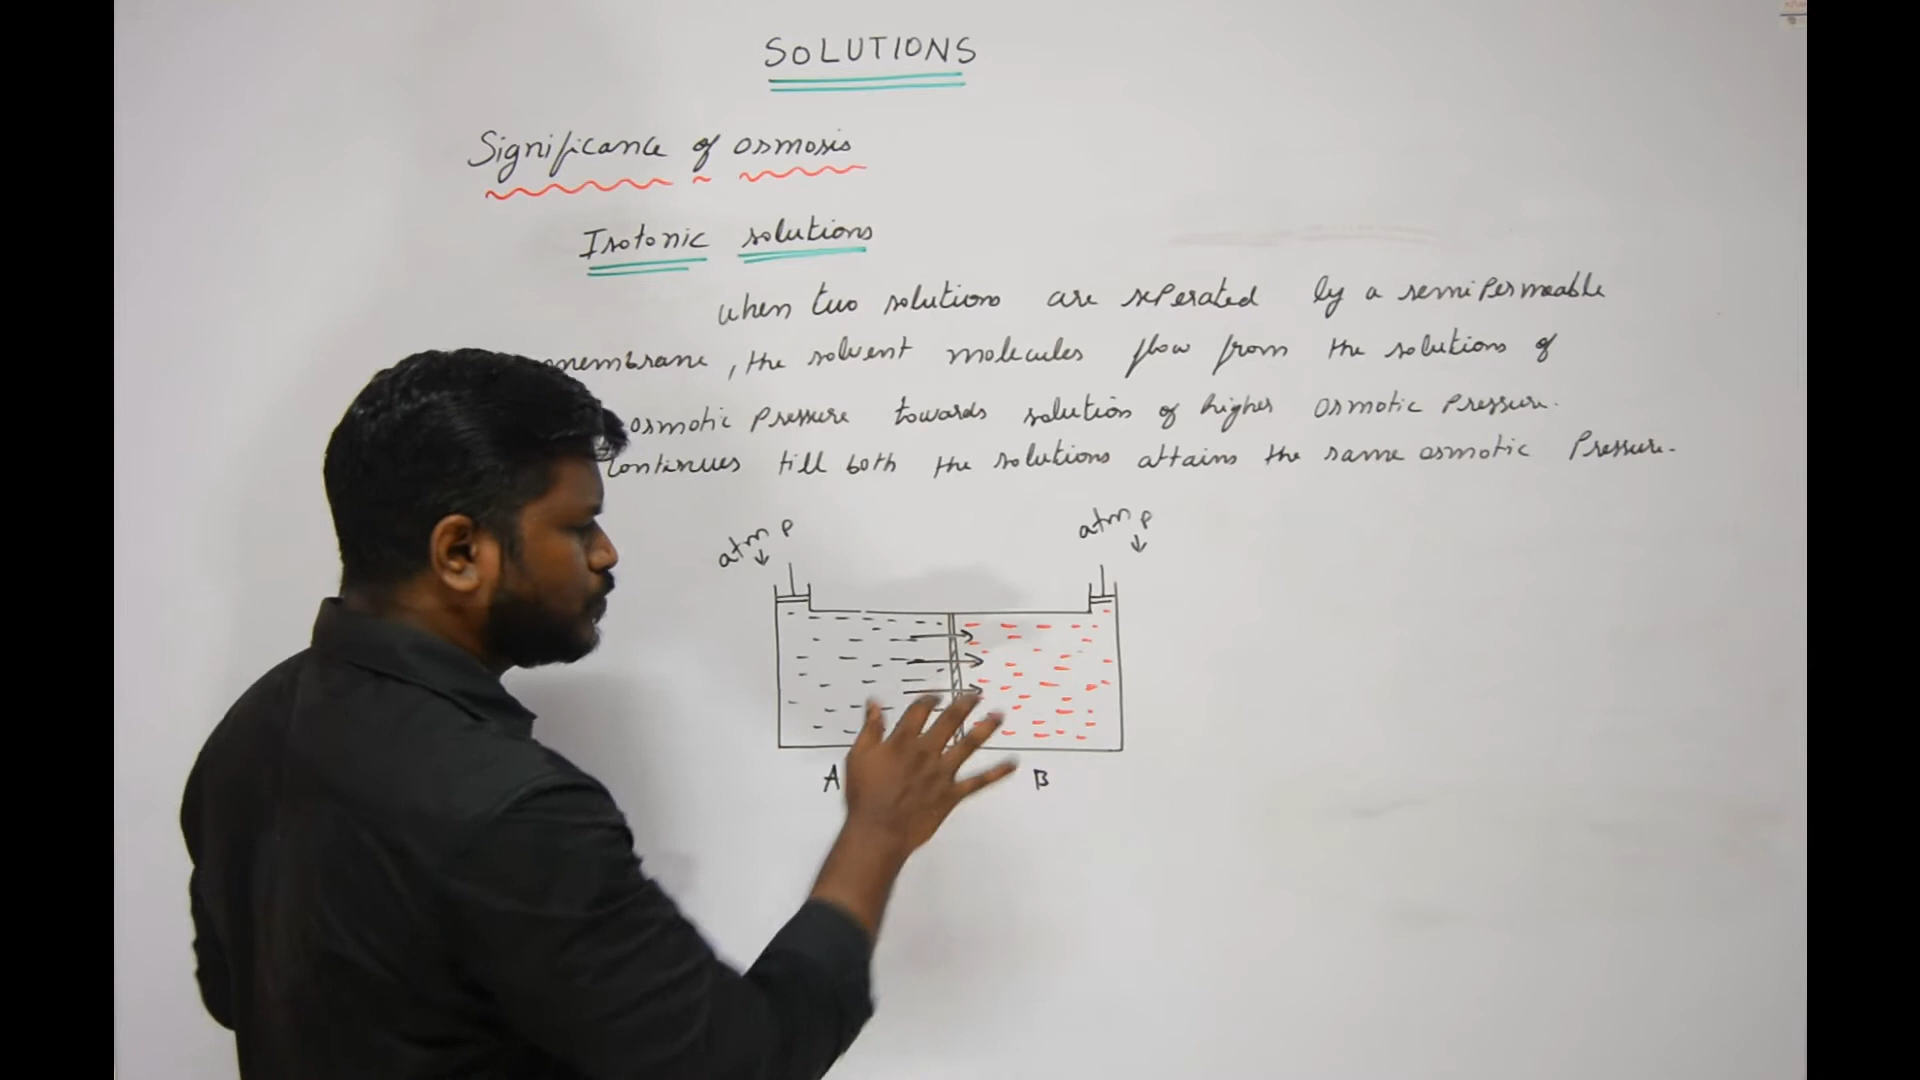 SOLUTIONS
Significance of osmosis
Isotonic solutions
when two solutions are seperated by a semipermeable
membrane, the solvent molecules flow from the solutions of
osmotic pressure towards solution of higher osmotic pressure.
Continues till both the solutions attains the same osmotic Pressure.
atm P
atm P
A
B